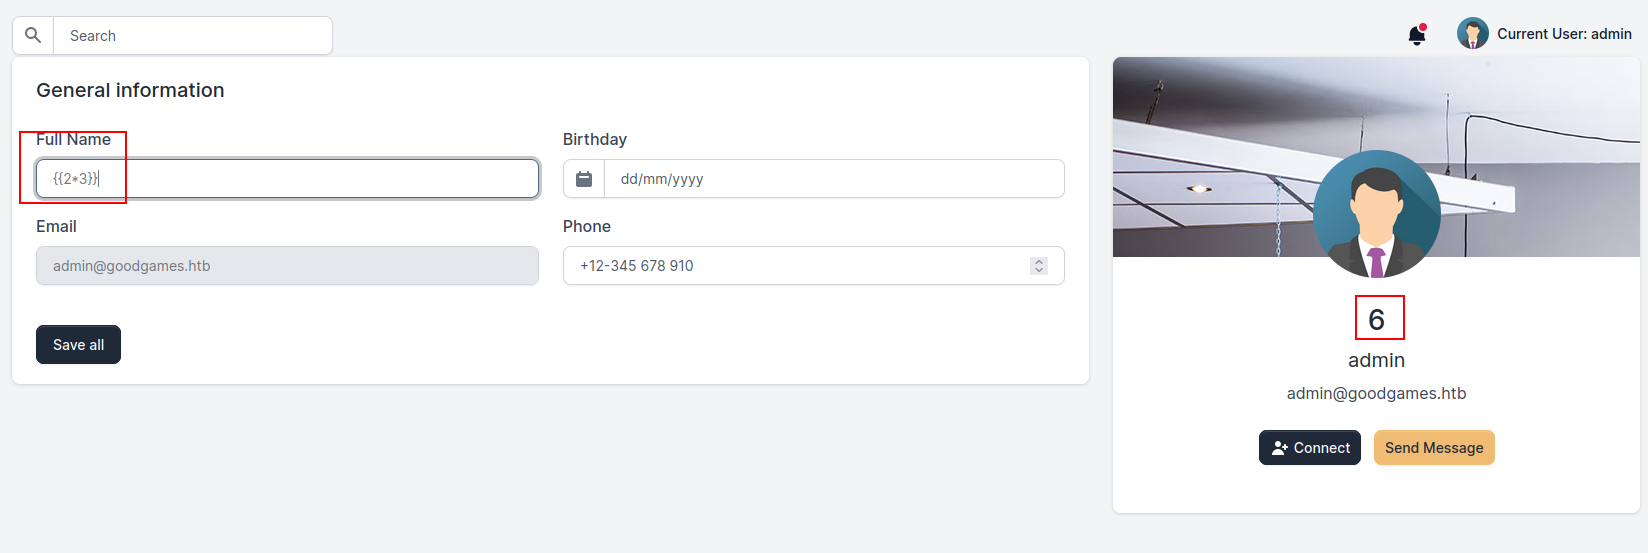 Search
Current User: admin
General information
Full Name
Birthday
{{2*3}}
dd/mm/yyyy
Email
Phone
admin@goodgames.htb
+12-345 678 910
Save all
6
admin
admin@goodgames.htb
Connect
Send Message